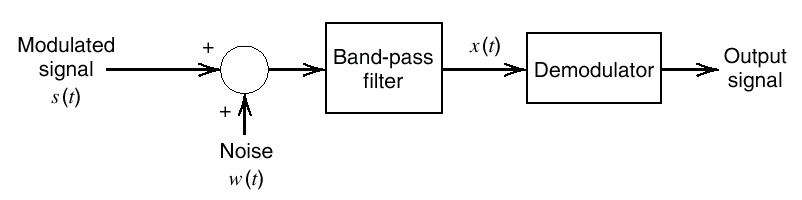 Modulated
signal
s(t)
+
+
Noise
w(t)
Band-pass
filter
x(t)
Demodulator
Output
signal